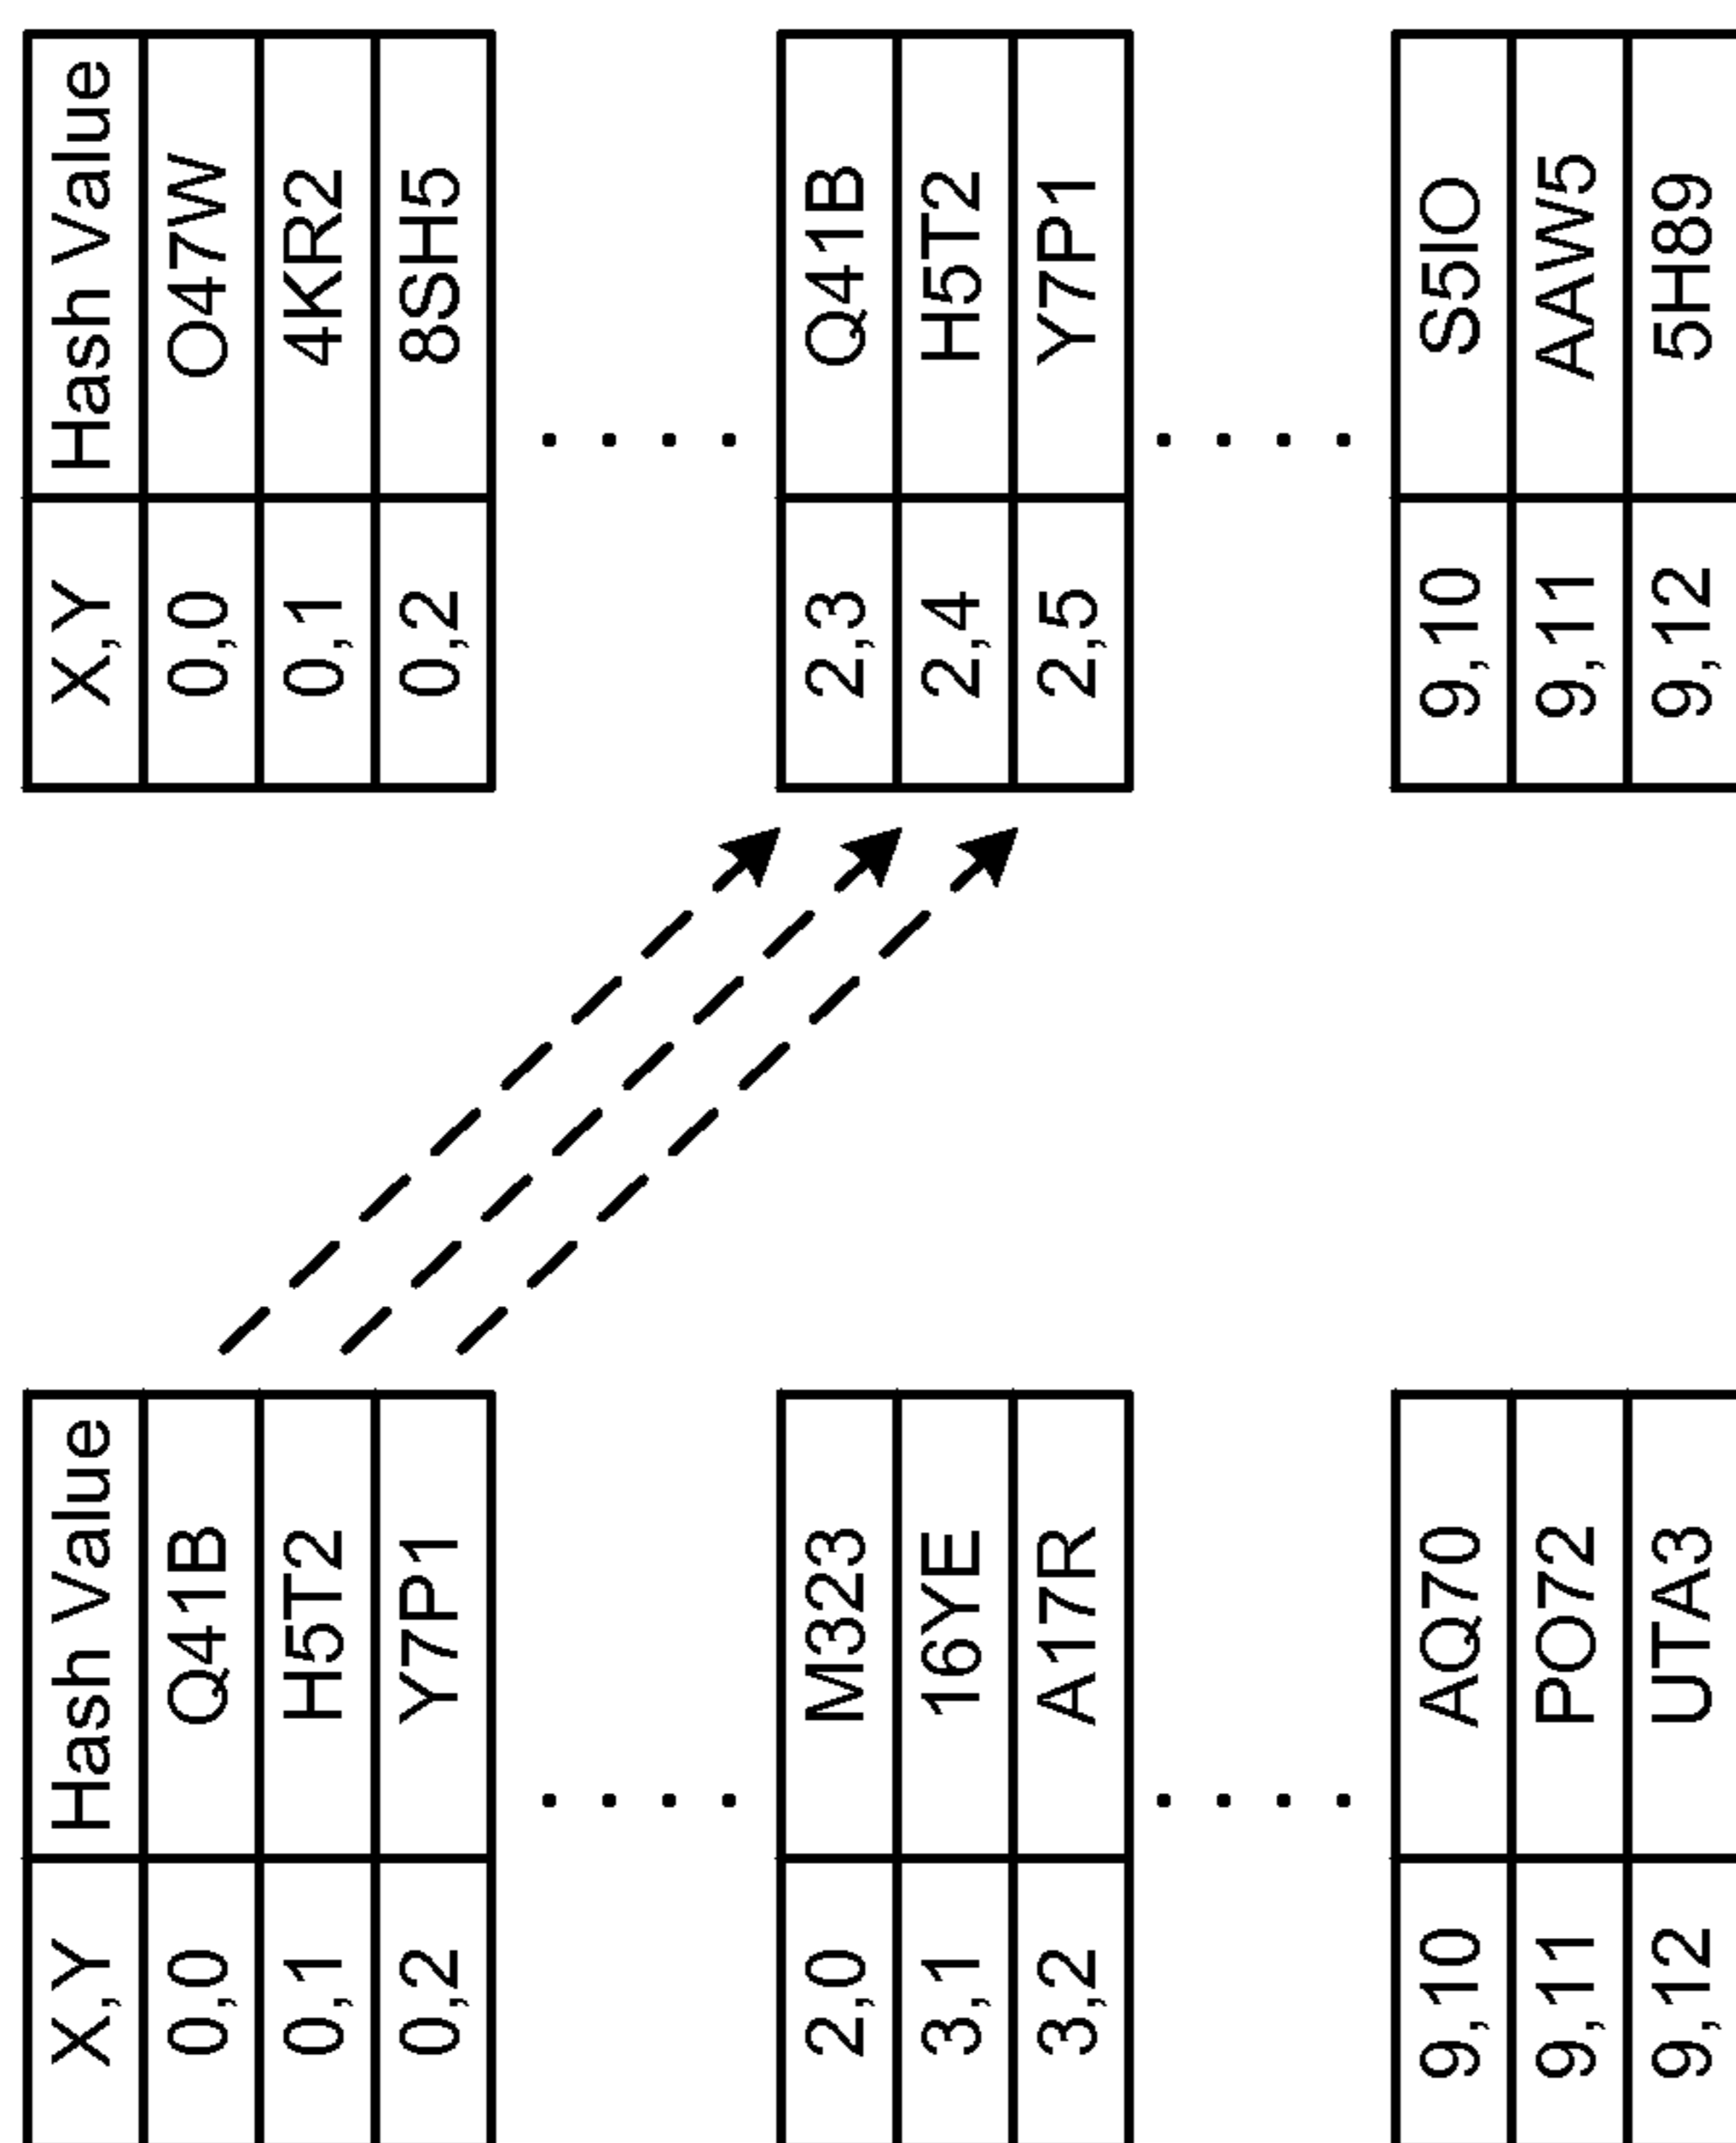 X,Y Hash Value
0,0 Q41B
0,1 H5T2
0,2 Y7P1
. . . .
2,0 M323
3,1 16YE
3,2 A17R
. . . .
9,10 AQ70
9,11 PO72
9,12 UTA3
X,Y Hash Value
0,0 O47W
0,1 4KR2
0,2 8SH5
. . . .
2,3 Q41B
2,4 H5T2
2,5 Y7P1
. . . .
9,10 S5IO
9,11 AAW5
9,12 5H89